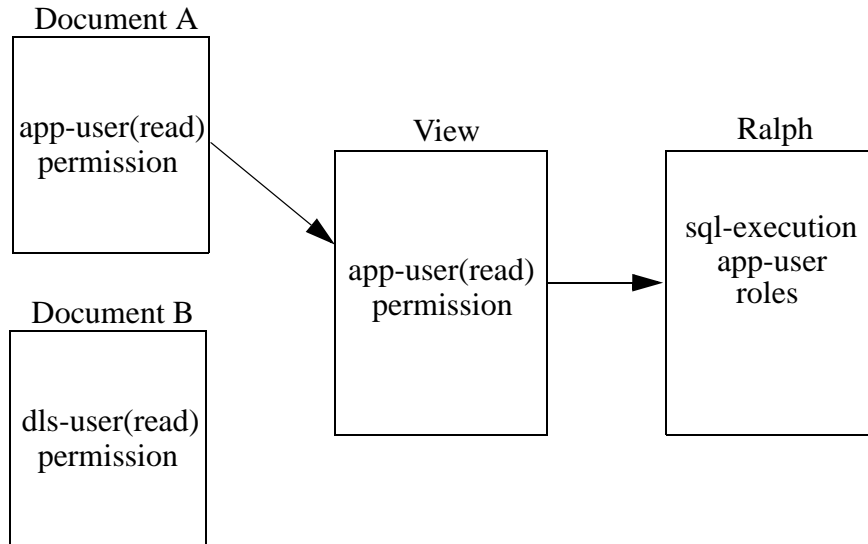 Document A
app-user(read)
permission
Document B
dls-user(read)
permission
View
app-user(read)
permission
Ralph
sql-execution
app-user
roles